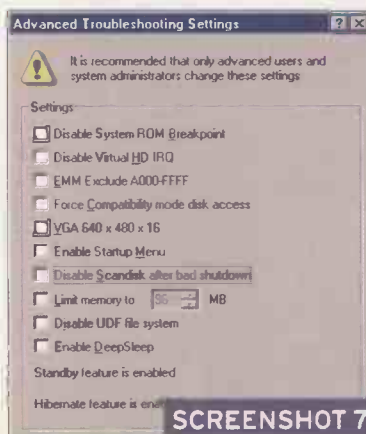 Advanced Troubleshooting Settings
It is recommended that only advanced users and
system administrators change these settings
Settings
Disable System ROM Breakpoint
Disable Virtual HD IRQ
EMM Exclude A000-FFFF
Force Compatibility mode disk access
VGA 640 x 480 x 16
Enable Startup Menu
Disable Scandisk after bad shutdown
Limit memory to 96 MB
Disable UDF file system
Enable DeepSleep
Standby feature is enabled
Hibernate feature is
SCREENSHOT 7